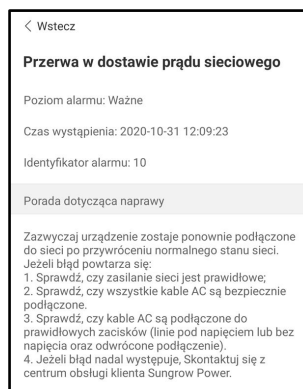 < Wstecz
Przerwa w dostawie prądu sieciowego
Poziom alarmu: Ważne
Czas wystąpienia: 2020-10-31 12:09:23
Identyfikator alarmu: 10
Porada dotycząca naprawy
Zazwyczaj urządzenie zostaje ponownie podłączone
do sieci po przywróceniu normalnego stanu sieci.
Jeżeli błąd powtarza się:
1. Sprawdź, czy zasilanie sieci jest prawidłowe;
2. Sprawdź, czy wszystkie kable AC są bezpiecznie
podłączone.
3. Sprawdź, czy kable AC są podłączone do
prawidłowych zacisków (linie pod napięciem lub bez
napięcia oraz odwrócone podłączenie).
4. Jeżeli błąd nadal występuje, Skontaktuj się z
centrum obsługi klienta Sungrow Power.